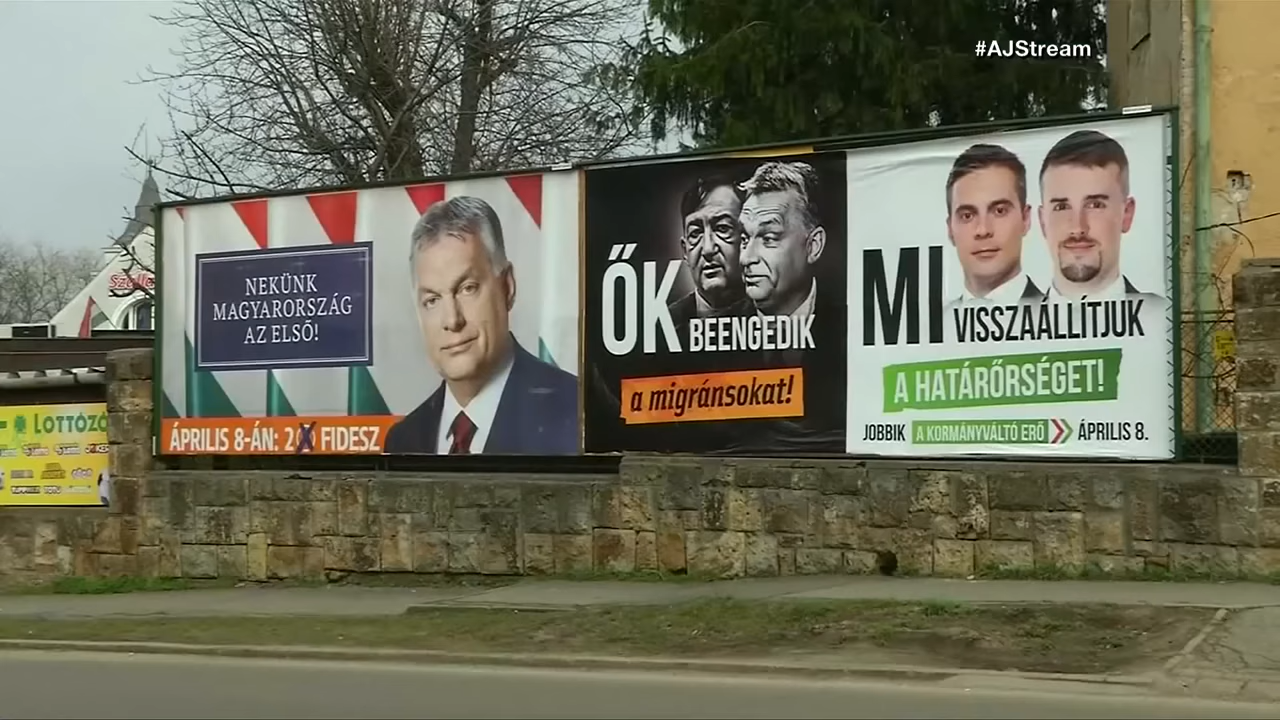 #AJStream
NEKÜNK
MAGYARORSZÁG
AZ ELSŐ!
ÁPRILIS 8-ÁN: 2X FIDESZ
ŐK BEENGEDIK
a migránsokat!
MI VISSZAÁLLÍTJUK
A HATÁRŐRSÉGET!
JOBBIK A KORMÁNYVÁLTÓ ERŐ ÁPRILIS 8.
LOTTÓZÓ